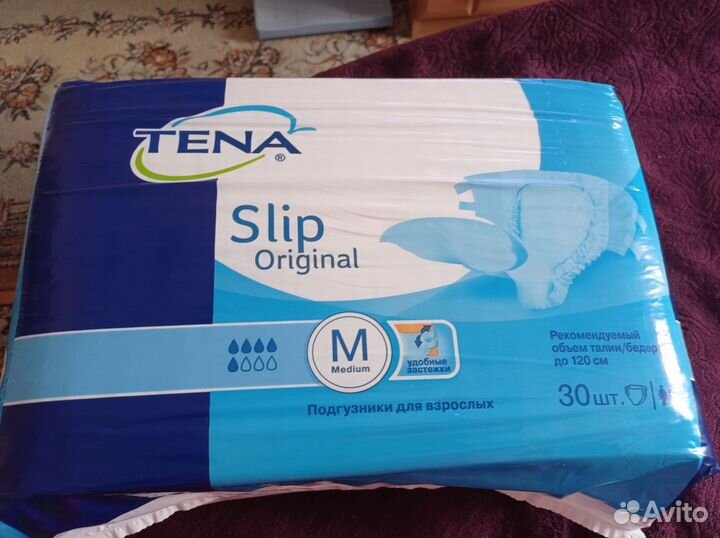 TENA®
Slip
Original
M
Medium
удобные
застежки
Рекомендуемый
объем талии/бедер
до 120 см
Подгузники для взрослых
30 шт.
Avito